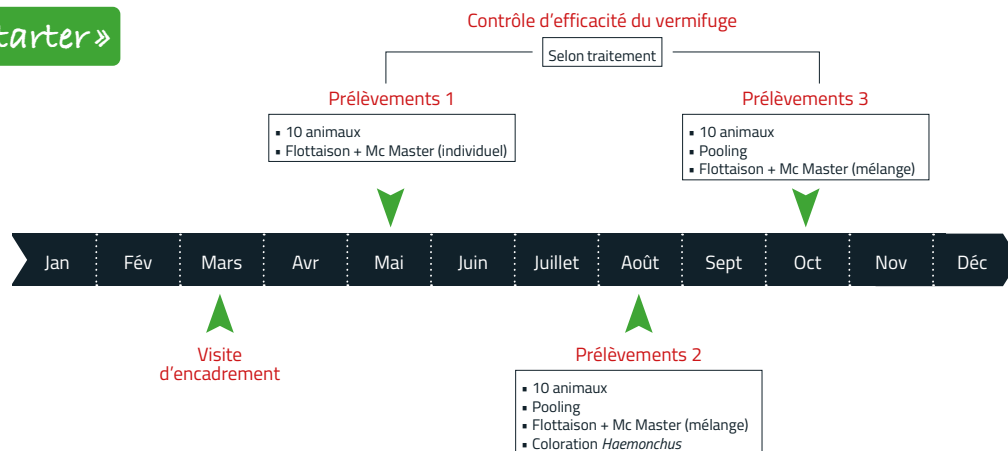 Contrôle d'efficacité du vermifuge
Selon traitement
Prélèvements 1
▪ 10 animaux
▪ Flottaison + Mc Master (individuel)
Prélèvements 3
▪ 10 animaux
▪ Pooling
▪ Flottaison + Mc Master (mélange)
Jan Fév Mars Avr Mai Juin Juillet Août Sept Oct Nov Déc
Visite
d'encadrement
Prélèvements 2
▪ 10 animaux
▪ Pooling
▪ Flottaison + Mc Master (mélange)
▪ Coloration Haemonchus